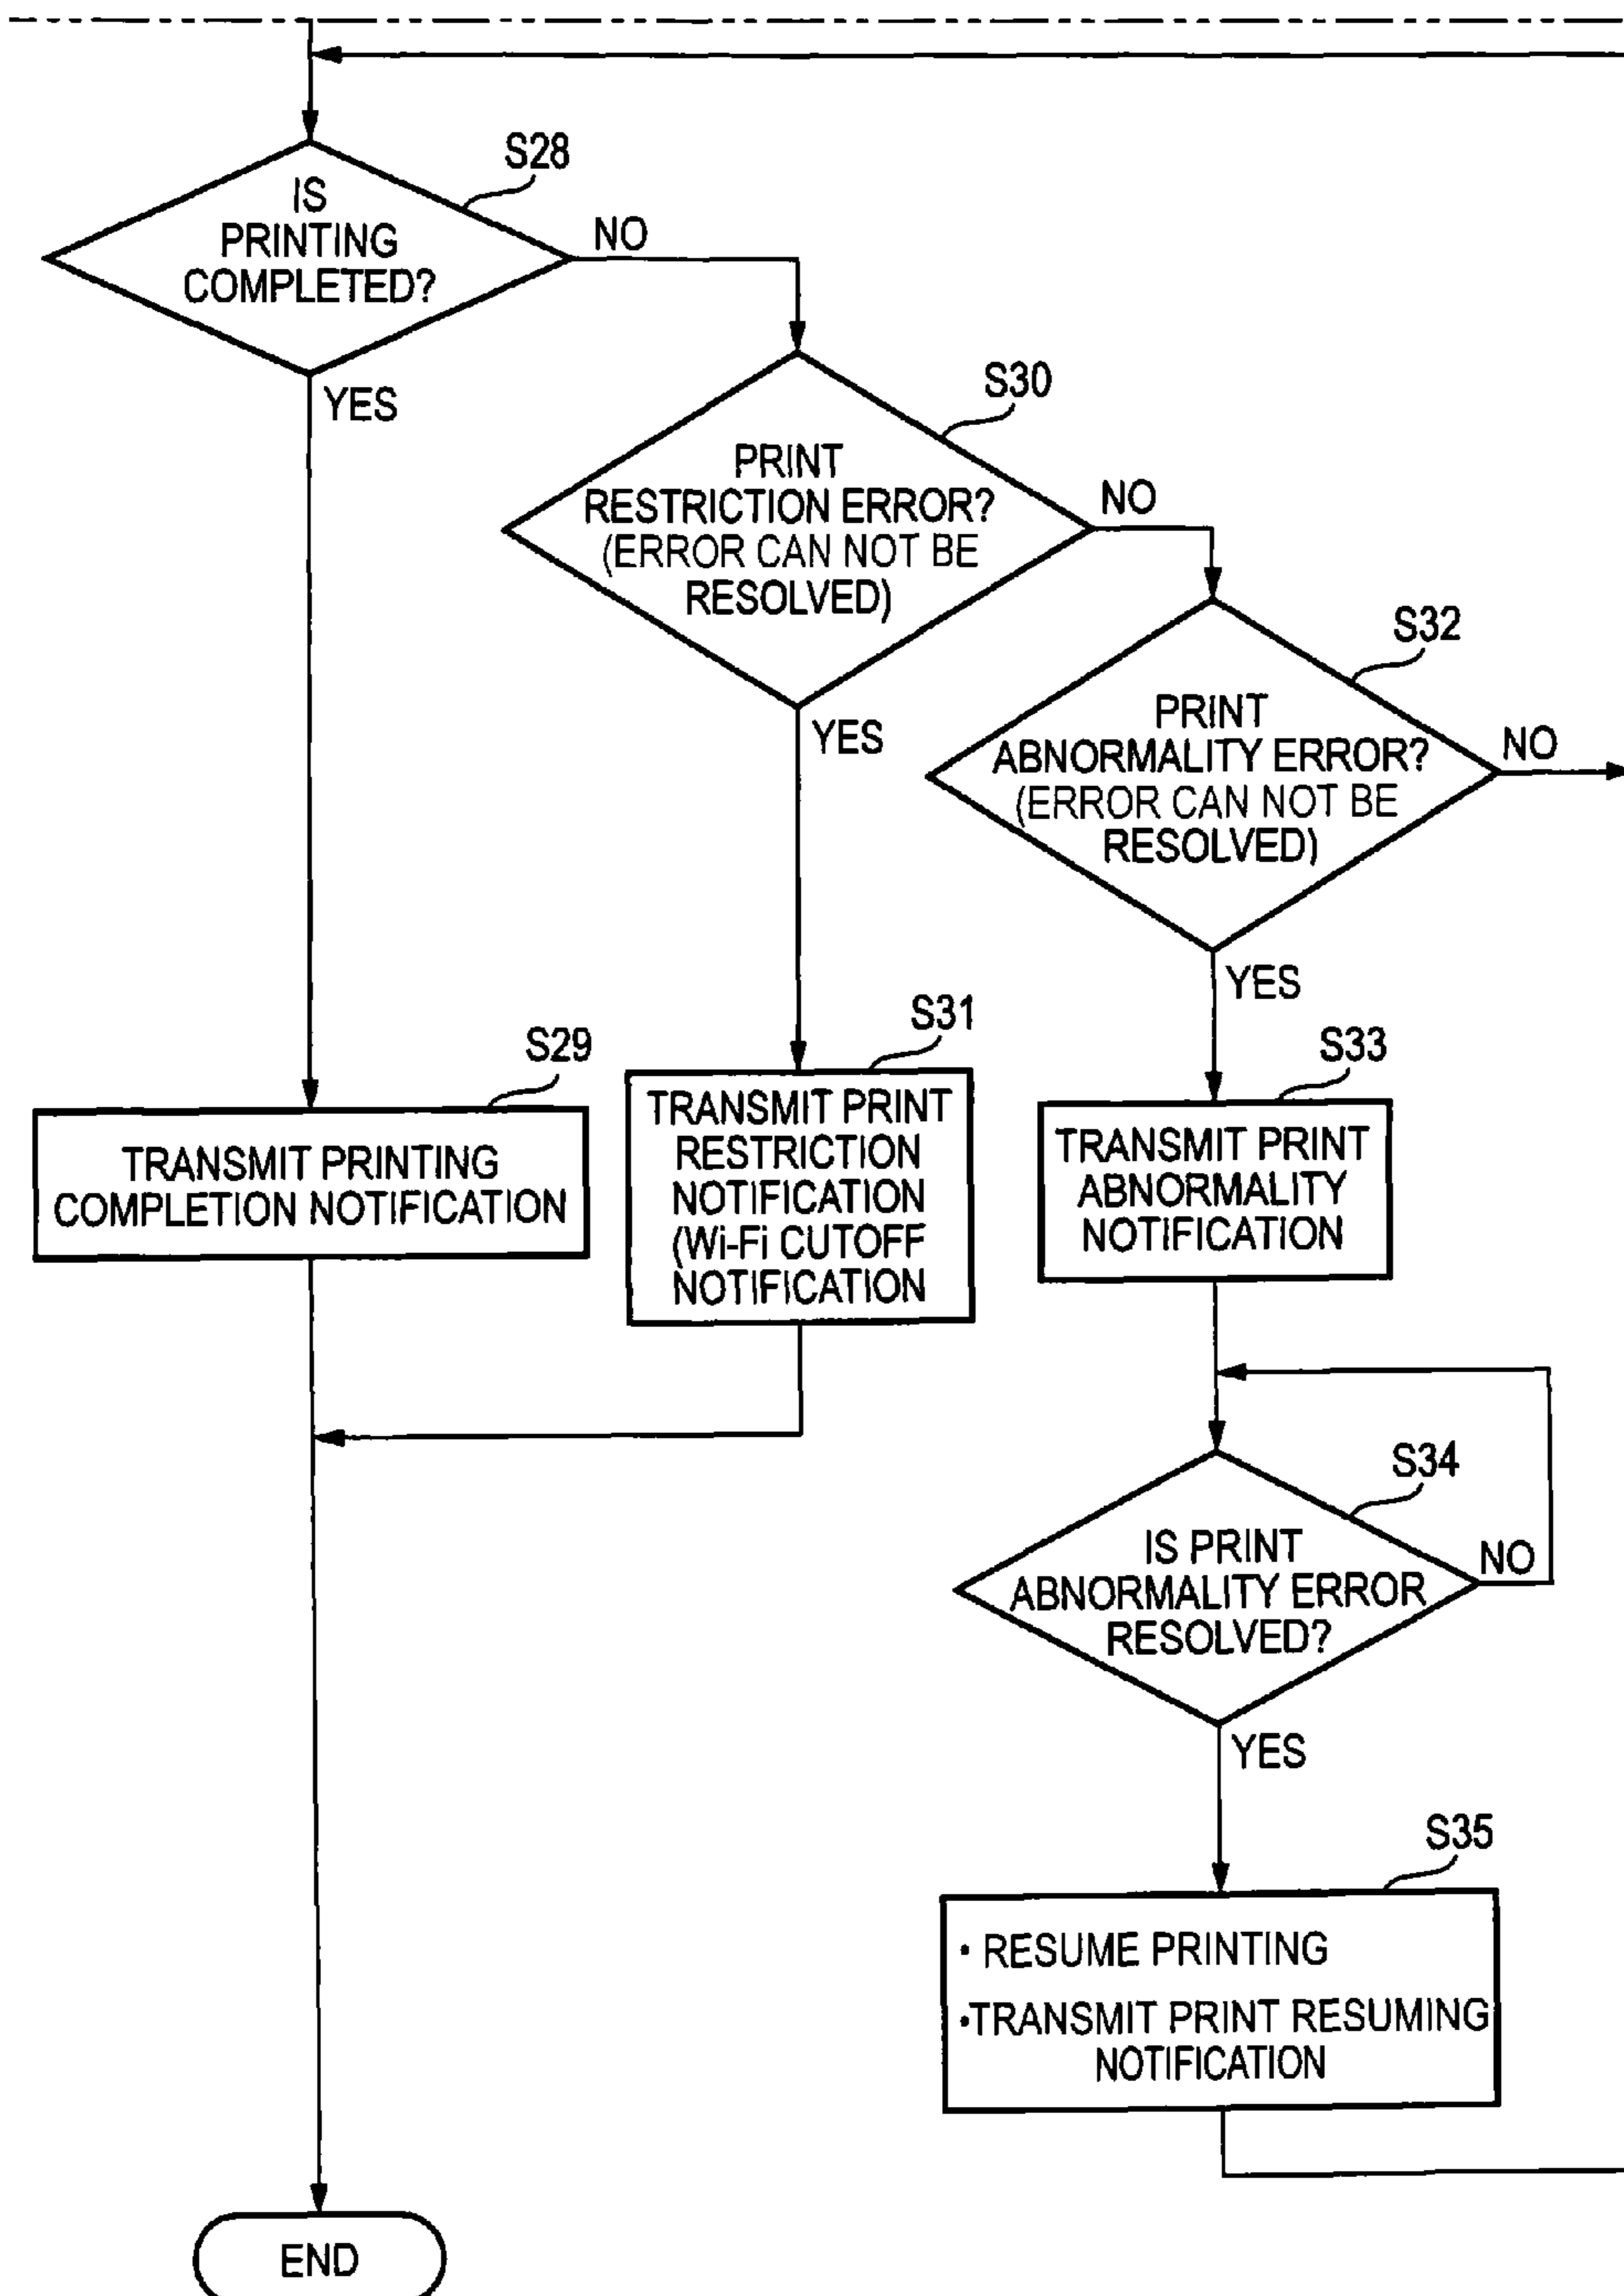 S28
IS
PRINTING
COMPLETED?
NO
YES
S30
PRINT
RESTRICTION ERROR?
(ERROR CAN NOT BE
RESOLVED)
NO
YES
S32
PRINT
ABNORMALITY ERROR?
(ERROR CAN NOT BE
RESOLVED)
NO
YES
S29
TRANSMIT PRINTING
COMPLETION NOTIFICATION
S31
TRANSMIT PRINT
RESTRICTION
NOTIFICATION
(Wi-Fi CUTOFF
NOTIFICATION
S33
TRANSMIT PRINT
ABNORMALITY
NOTIFICATION
S34
IS PRINT
ABNORMALITY ERROR
RESOLVED?
NO
YES
S35
• RESUME PRINTING
•TRANSMIT PRINT RESUMING
NOTIFICATION
END